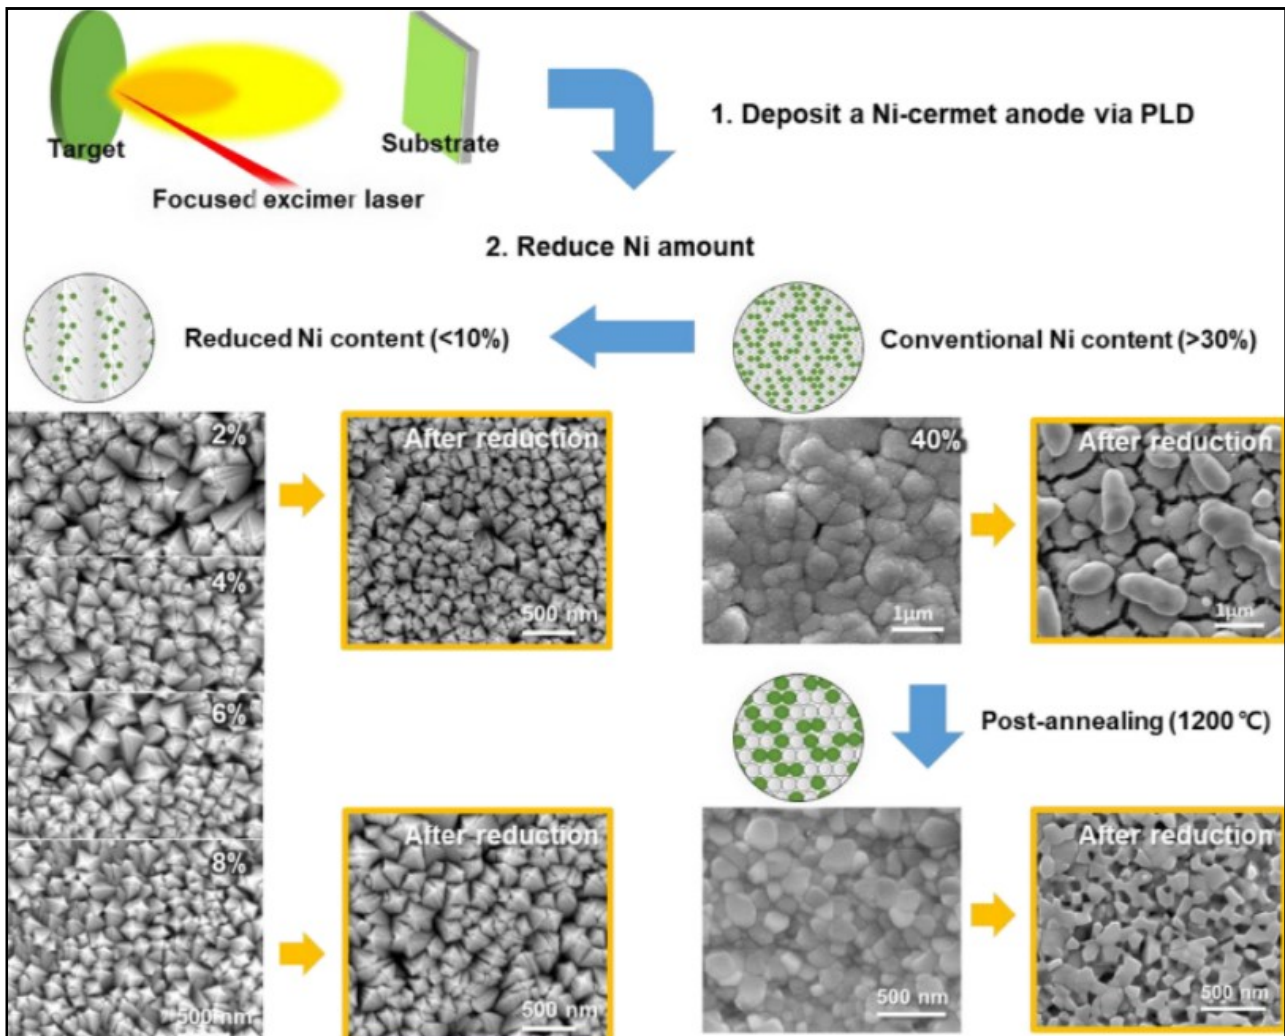 Target
Substrate
Focused excimer laser
1. Deposit a Ni-cermet anode via PLD
2. Reduce Ni amount
Reduced Ni content (<10%)
Conventional Ni content (>30%)
2%
After reduction
500 nm
4%
6%
8%
500 nm
After reduction
500 nm
40%
1μm
After reduction
1μm
Post-annealing (1200 ℃)
500 nm
After reduction
500 nm